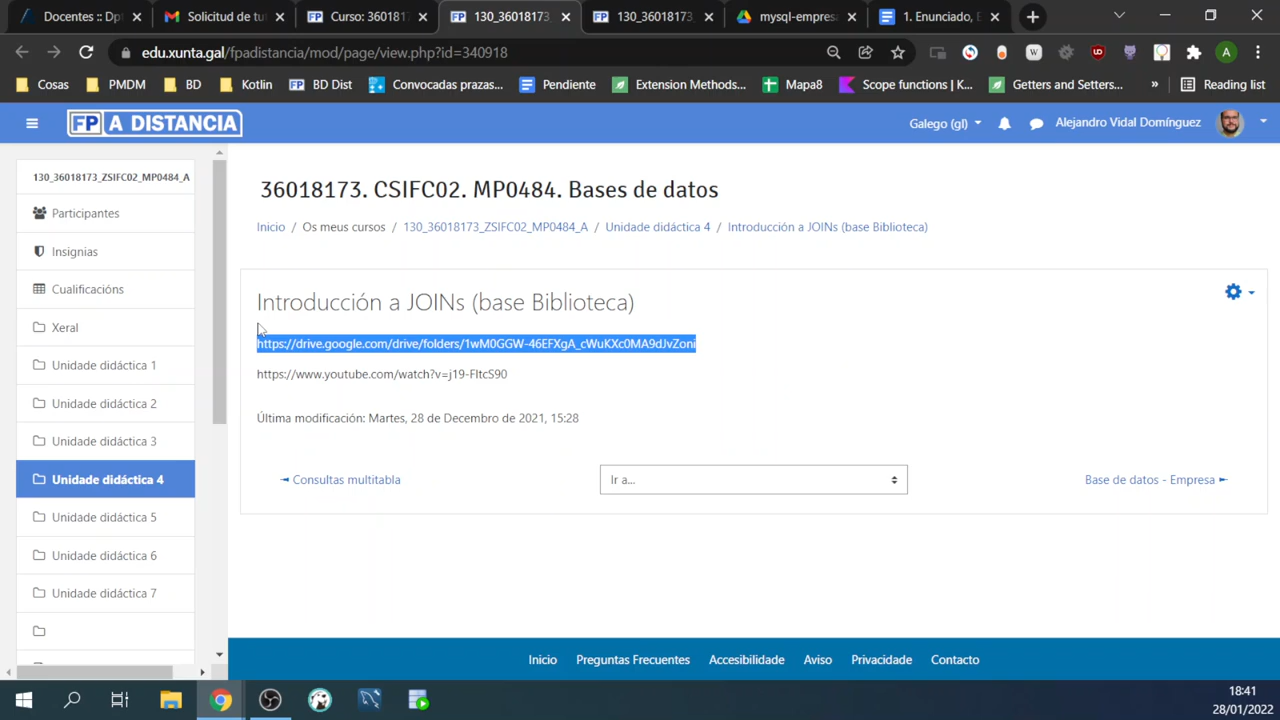 Docentes :: Dpt
Solicitud de tu
Curso: 360181
130_36018173
130_36018173
mysql-empres
1. Enunciado, E
edu.xunta.gal/fpadistancia/mod/page/view.php?id=340918
Cosas
PMDM
BD
Kotlin
BD Dist
Convocadas prazas...
Pendiente
Extension Methods...
Mapa8
Scope functions | K...
Getters and Setters...
»
Reading list
FP A DISTANCIA
Galego (gl)
Alejandro Vidal Domínguez
130_36018173_ZSIFC02_MP0484_A
Participantes
Insignias
Cualificacións
Xeral
Unidade didáctica 1
Unidade didáctica 2
Unidade didáctica 3
Unidade didáctica 4
Unidade didáctica 5
Unidade didáctica 6
Unidade didáctica 7
36018173. CSIFC02. MP0484. Bases de datos
Inicio / Os meus cursos / 130_36018173_ZSIFC02_MP0484_A / Unidade didáctica 4 / Introducción a JOINs (base Biblioteca)
Introducción a JOINs (base Biblioteca)
https://drive.google.com/drive/folders/1wM0GGW-46EFXgA_cWuKXc0MA9dJvZoni
https://www.youtube.com/watch?v=j19-FItcS90
Última modificación: Martes, 28 de Decembro de 2021, 15:28
◄ Consultas multitabla
Ir a...
Base de datos - Empresa ►
Inicio
Preguntas Frecuentes
Accesibilidade
Aviso
Privacidade
Contacto
18:41
28/01/2022